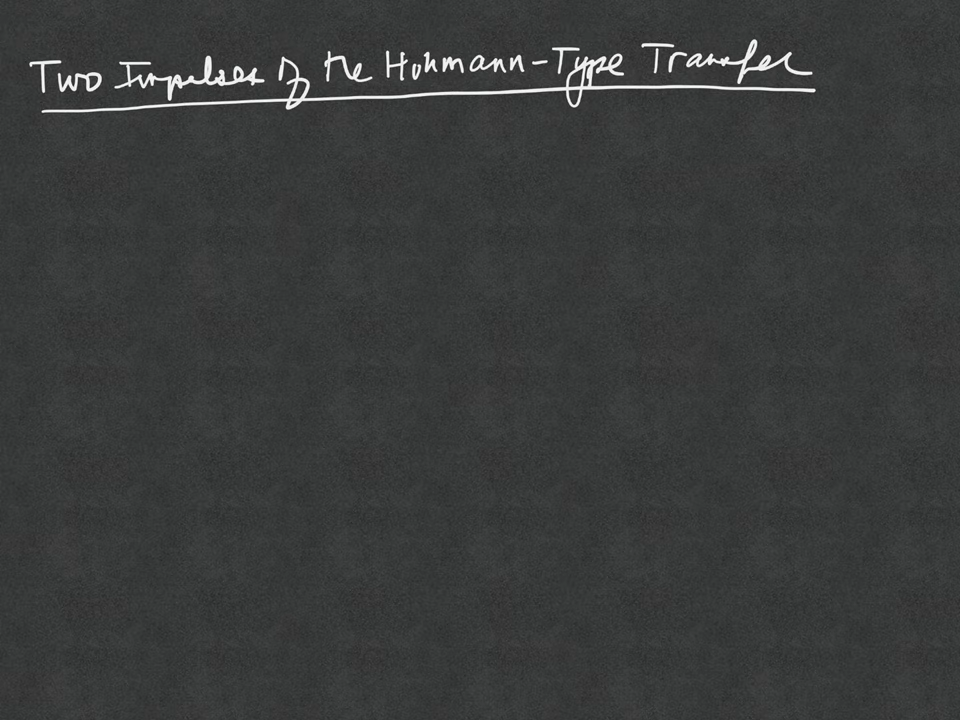 Two Impulses of the Hohmann-Type Transfer